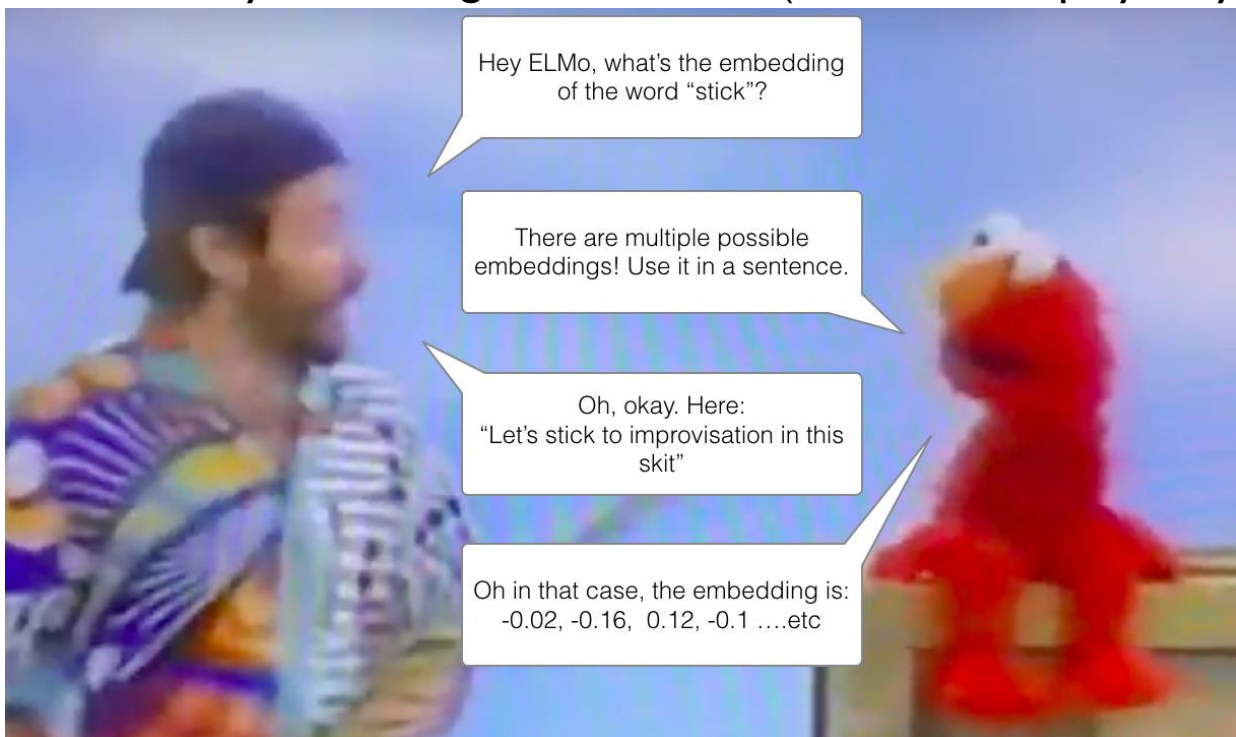 Hey ELMo, what's the embedding
of the word “stick”?
There are multiple possible
embeddings! Use it in a sentence.
Oh, okay. Here:
“Let's stick to improvisation in this
skit”
Oh in that case, the embedding is:
-0.02, -0.16,  0.12, -0.1 ….etc